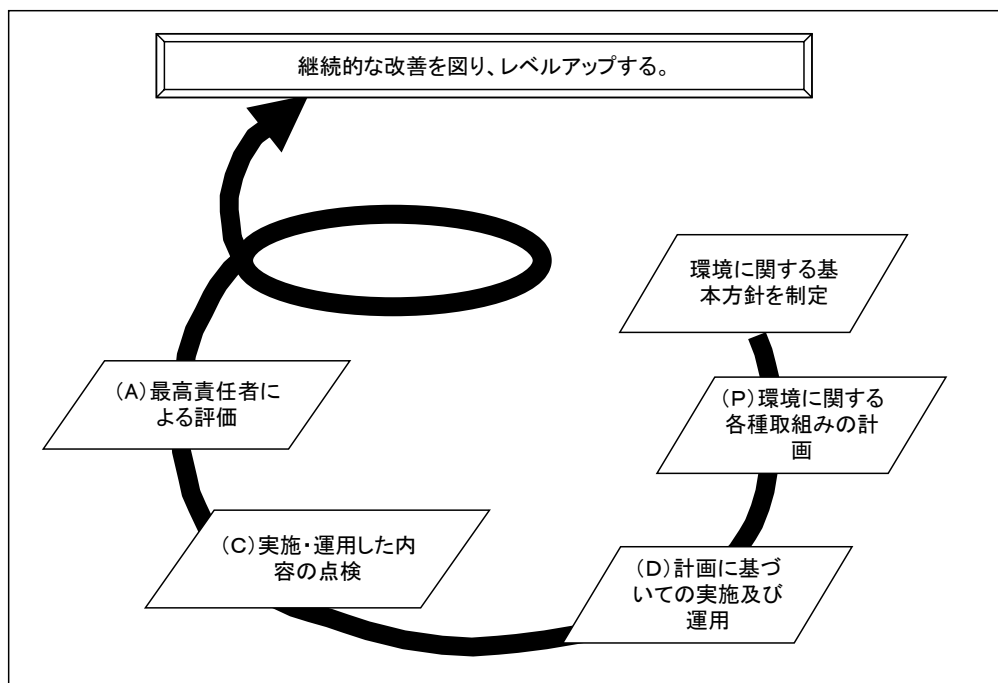 継続的な改善を図り、レベルアップする。
環境に関する基
本方針を制定
（P）環境に関する
各種取組みの計
画
（D）計画に基づ
いての実施及び
運用
（C）実施・運用した内
容の点検
（A）最高責任者に
よる評価